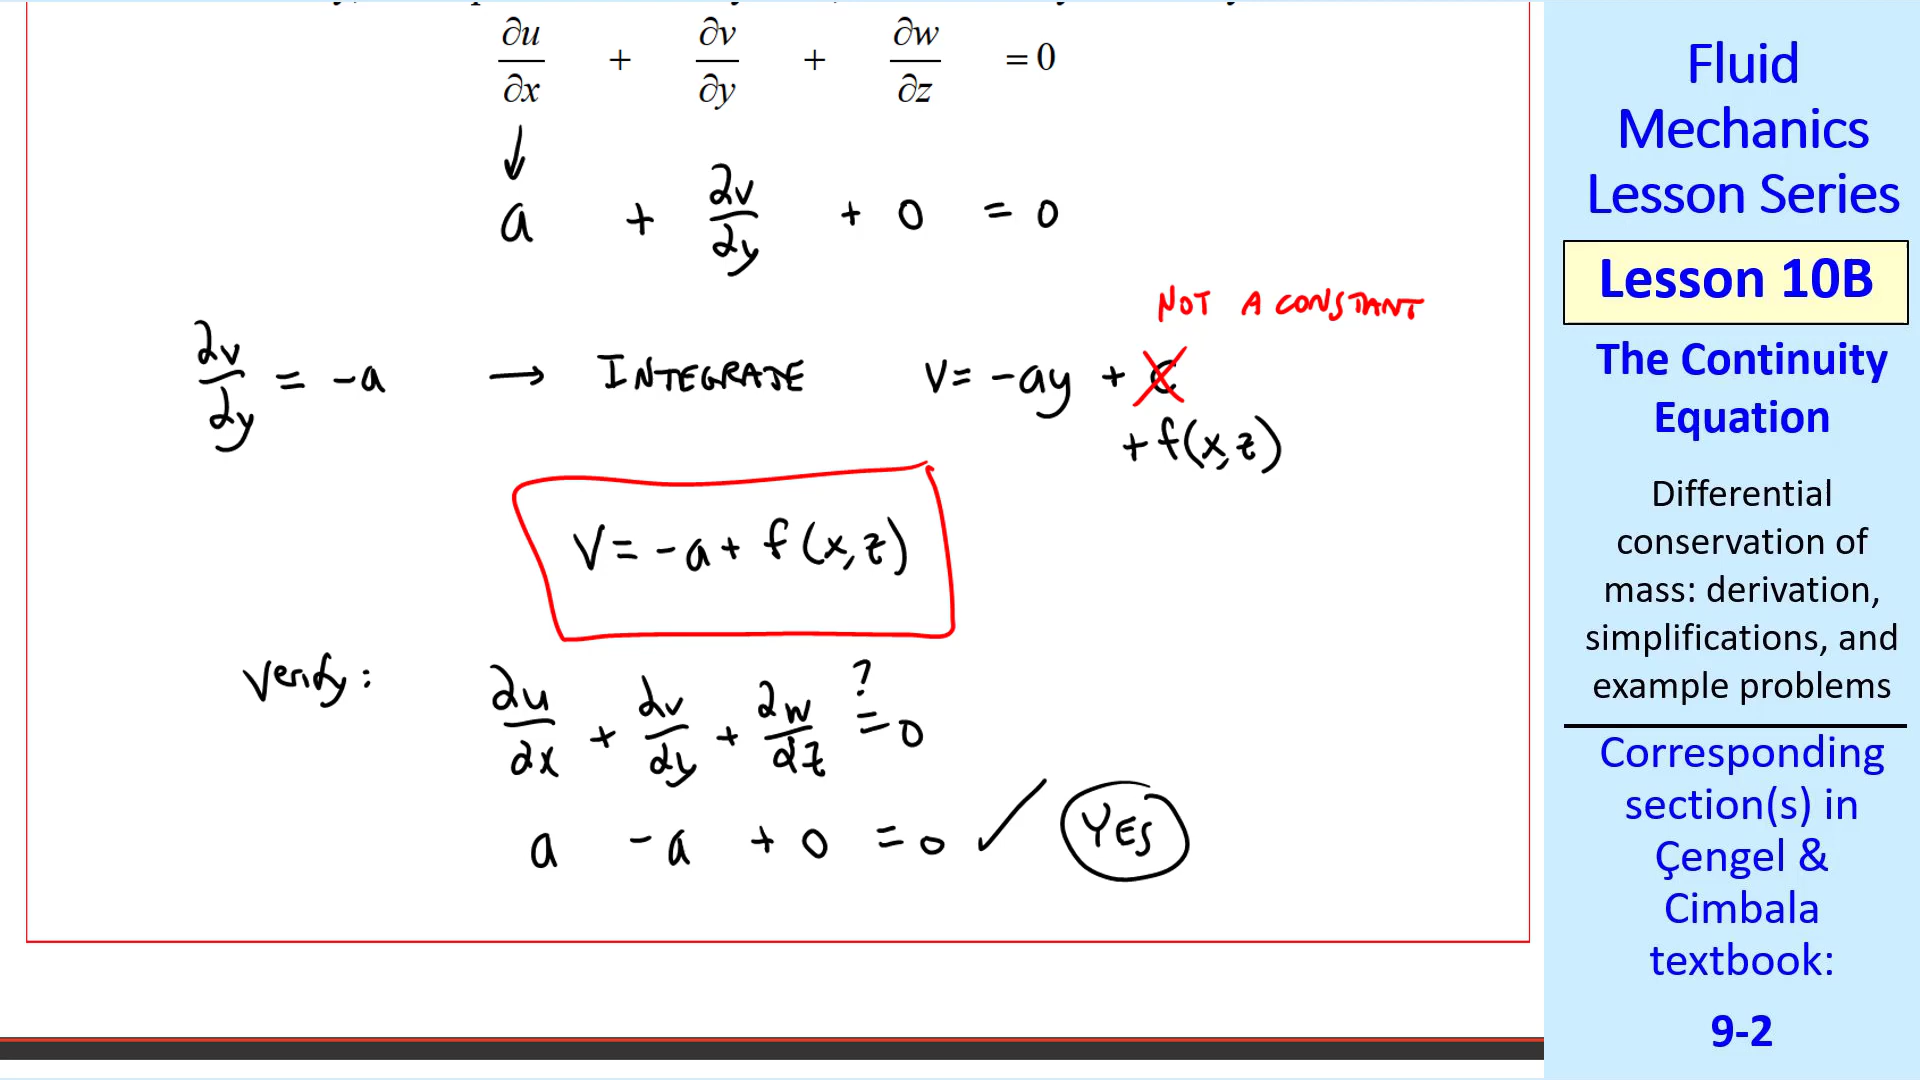 ∂u/∂x + ∂v/∂y + ∂w/∂z = 0
a + ∂v/∂y + 0 = 0
NOT A CONSTANT
∂v/∂y = -a → INTEGRATE V = -ay + C
+ f(x,z)
V = -a + f(x,z)
Verify: ∂u/∂x + ∂v/∂y + ∂w/∂z ?= 0
a - a + 0 = 0 ✓ YES
Fluid
Mechanics
Lesson Series
Lesson 10B
The Continuity
Equation
Differential
conservation of
mass: derivation,
simplifications, and
example problems
Corresponding
section(s) in
Çengel &
Cimbala
textbook:
9-2